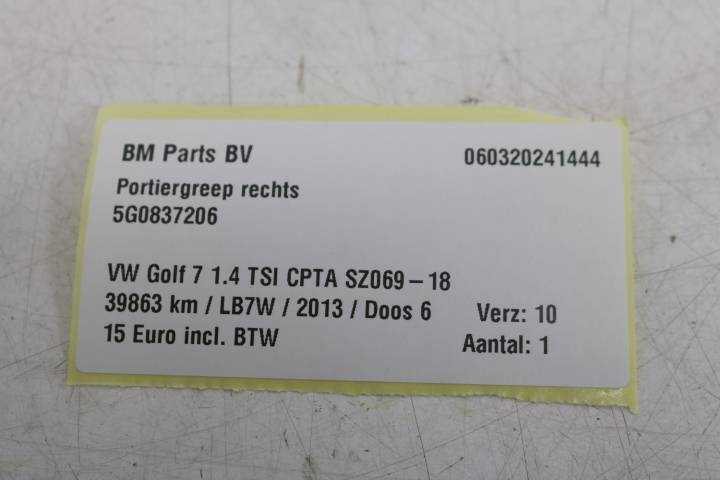 BM Parts BV 060320241444
Portiergreep rechts
5G0837206
VW Golf 7 1.4 TSI CPTA SZ069 – 18
39863 km / LB7W / 2013 / Doos 6 Verz: 10
15 Euro incl. BTW Aantal: 1